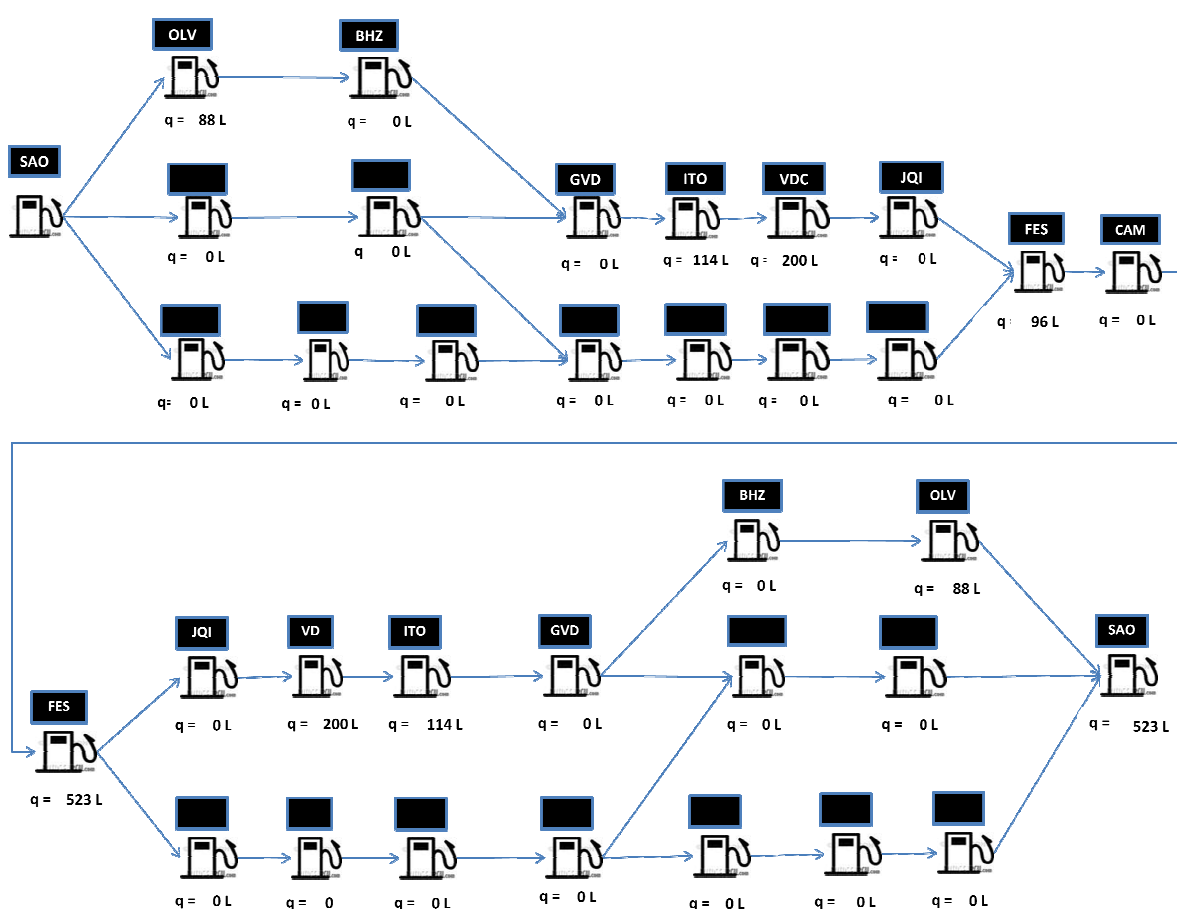 OLV
BHZ
q = 88 L
q = 0 L
SAO
GVD
ITO
VDC
JQI
q = 0 L
q 0 L
q = 0 L
q = 114 L
q = 200 L
q = 0 L
FES
CAM
q : 96 L
q = 0 L
q= 0 L
q = 0 L
q = 0 L
q = 0 L
q = 0 L
q = 0 L
q = 0 L
BHZ
OLV
q = 0 L
q = 88 L
JQI
VD
ITO
GVD
SAO
q = 0 L
q = 200 L
q = 114 L
q = 0 L
q = 0 L
q = 0 L
q = 523 L
FES
q = 523 L
q = 0 L
q = 0
q = 0 L
q = 0 L
q = 0 L
q = 0 L
q = 0 L